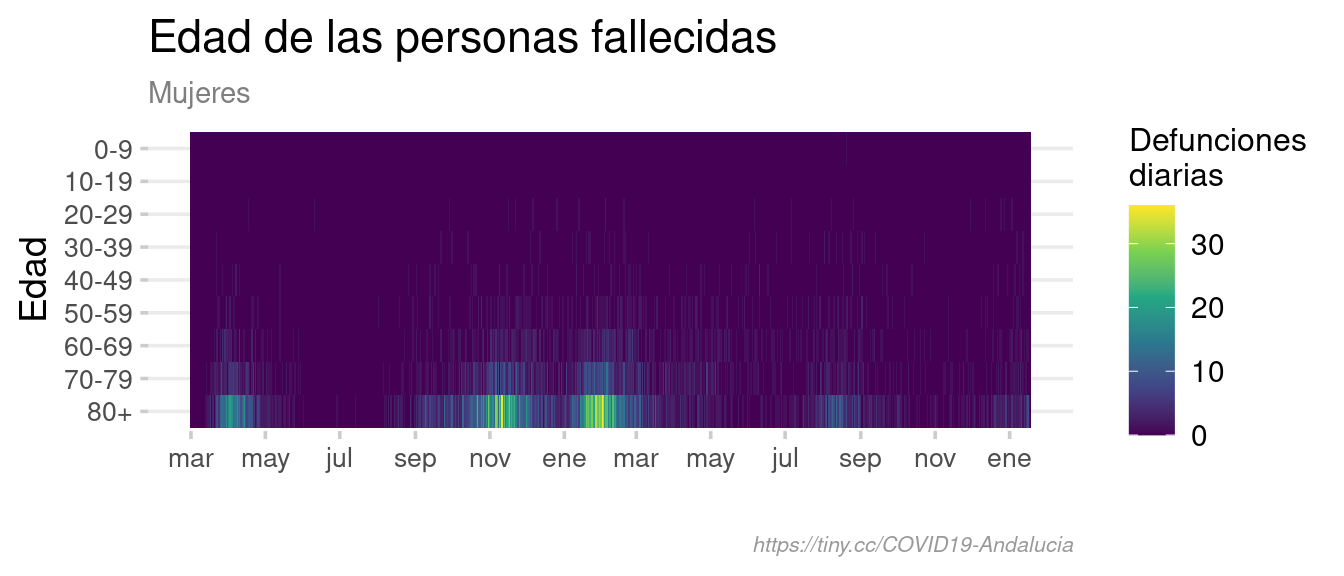 Edad de las personas fallecidas
Mujeres
Edad
0-9
10-19
20-29
30-39
40-49
50-59
60-69
70-79
80+
mar may jul sep nov ene mar may jul sep nov ene
Defunciones
diarias
30
20
10
0
https://tiny.cc/COVID19-Andalucia